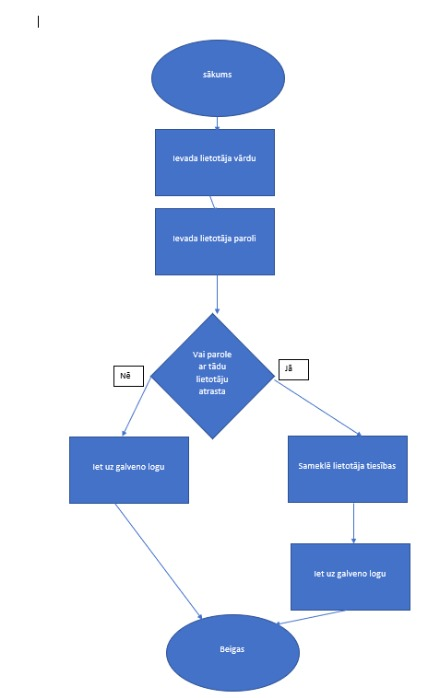 sākums
Ievada lietotāja vārdu
Ievada lietotāja paroli
Vai parole
ar tādu
lietotāju
atrasta
Nē
Jā
Iet uz galveno logu
Sameklē lietotāja tiesības
Iet uz galveno logu
Beigas